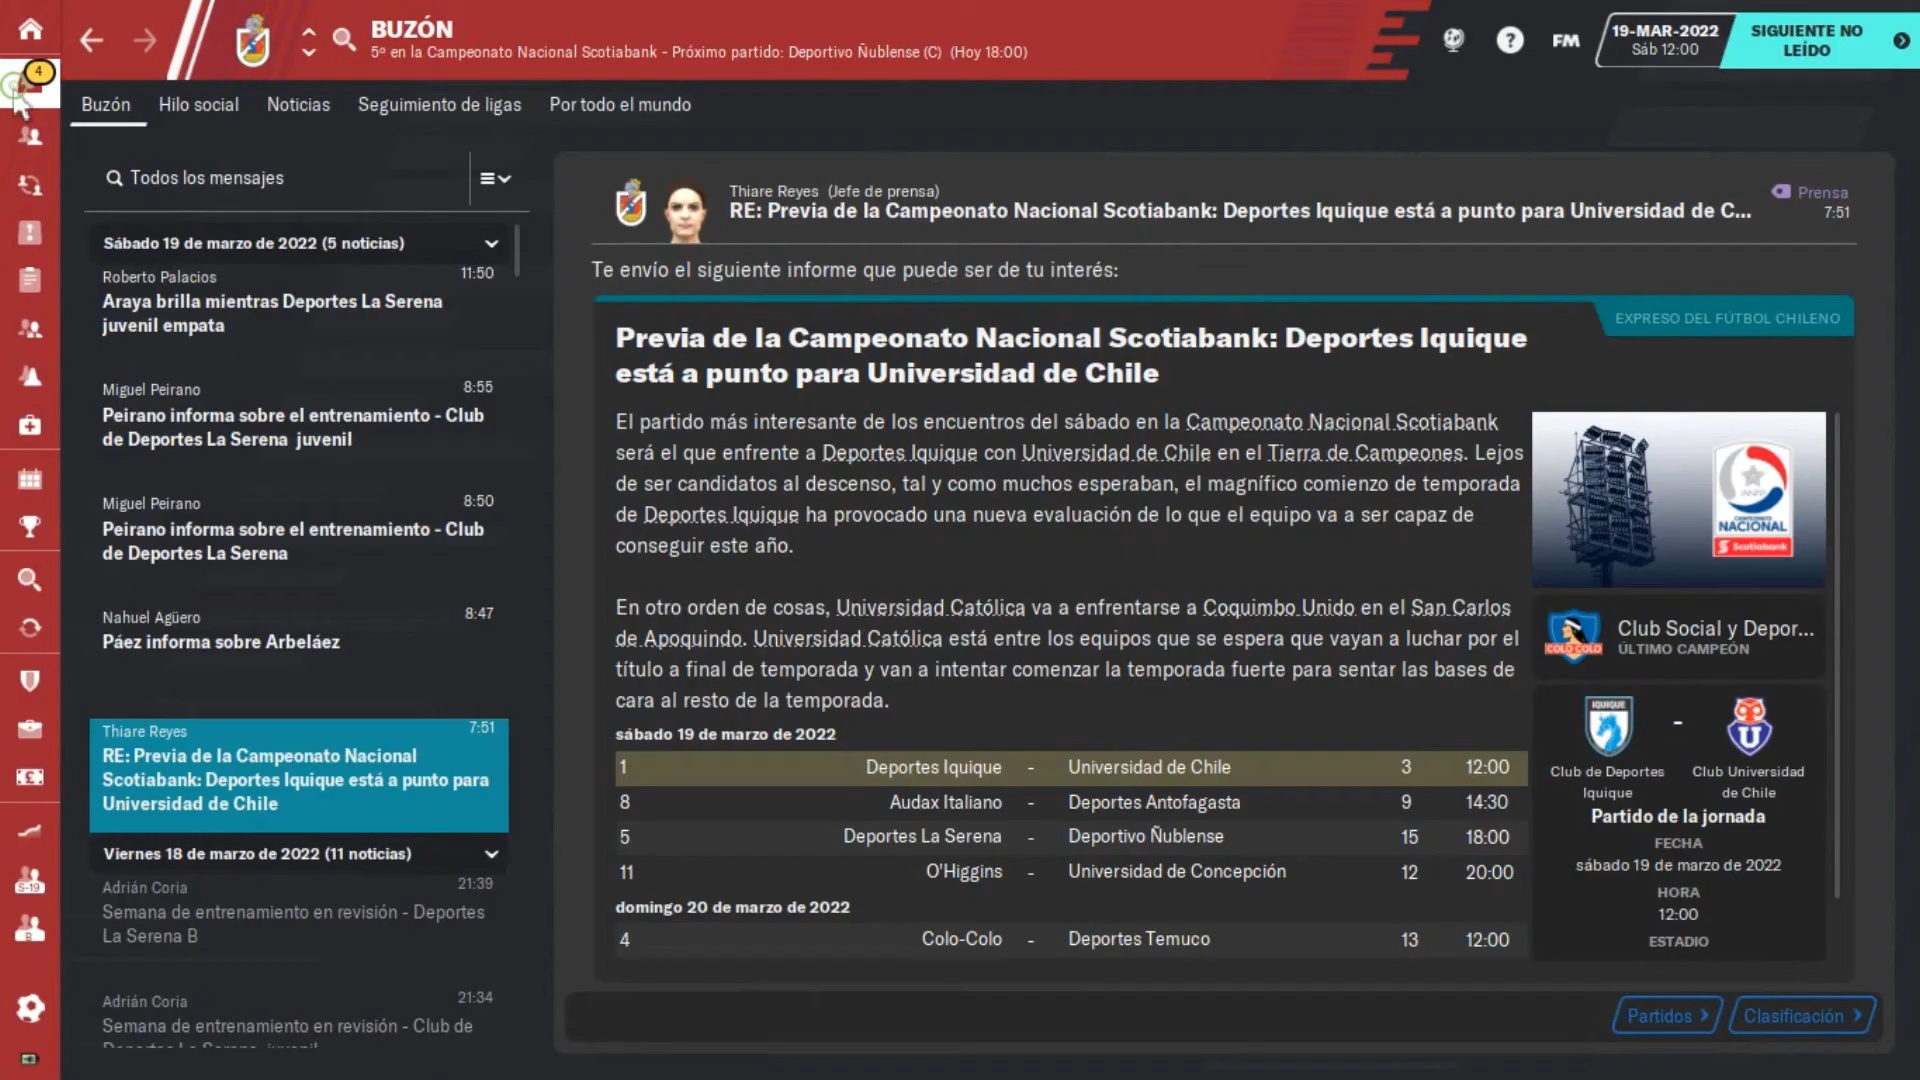 BUZÓN
5º en la Campeonato Nacional Scotiabank - Próximo partido: Deportivo Ñublense (C) (Hoy 18:00)
FM
19-MAR-2022
Sáb 12:00
SIGUIENTE NO
LEÍDO
4
Buzón
Hilo social
Noticias
Seguimiento de ligas
Por todo el mundo
Todos los mensajes
Sábado 19 de marzo de 2022 (5 noticias)
Roberto Palacios
11:50
Araya brilla mientras Deportes La Serena
juvenil empata
Miguel Peirano
8:55
Peirano informa sobre el entrenamiento - Club
de Deportes La Serena juvenil
Miguel Peirano
8:50
Peirano informa sobre el entrenamiento - Club
de Deportes La Serena
Nahuel Agüero
8:47
Páez informa sobre Arbeláez
Thiare Reyes
7:51
RE: Previa de la Campeonato Nacional
Scotiabank: Deportes Iquique está a punto para
Universidad de Chile
Viernes 18 de marzo de 2022 (11 noticias)
Adrián Coria
21:39
Semana de entrenamiento en revisión - Deportes
La Serena B
Adrián Coria
21:34
Semana de entrenamiento en revisión - Club de
Deportes La Serena juvenil
S-19
B
Thiare Reyes (Jefe de prensa)
RE: Previa de la Campeonato Nacional Scotiabank: Deportes Iquique está a punto para Universidad de C...
Prensa
7:51
Te envío el siguiente informe que puede ser de tu interés:
EXPRESO DEL FÚTBOL CHILENO
Previa de la Campeonato Nacional Scotiabank: Deportes Iquique
está a punto para Universidad de Chile
El partido más interesante de los encuentros del sábado en la Campeonato Nacional Scotiabank
será el que enfrente a Deportes Iquique con Universidad de Chile en el Tierra de Campeones. Lejos
de ser candidatos al descenso, tal y como muchos esperaban, el magnífico comienzo de temporada
de Deportes Iquique ha provocado una nueva evaluación de lo que el equipo va a ser capaz de
conseguir este año.
En otro orden de cosas, Universidad Católica va a enfrentarse a Coquimbo Unido en el San Carlos
de Apoquindo. Universidad Católica está entre los equipos que se espera que vayan a luchar por el
título a final de temporada y van a intentar comenzar la temporada fuerte para sentar las bases de
cara al resto de la temporada.
sábado 19 de marzo de 2022
1 Deportes Iquique - Universidad de Chile 3 12:00
8 Audax Italiano - Deportes Antofagasta 9 14:30
5 Deportes La Serena - Deportivo Ñublense 15 18:00
11 O'Higgins - Universidad de Concepción 12 20:00
domingo 20 de marzo de 2022
4 Colo-Colo - Deportes Temuco 13 12:00
ANFP
CAMPEONATO
NACIONAL
Scotiabank
COLO COLO
Club Social y Depor...
ÚLTIMO CAMPEÓN
IQUIQUE
-
U
Club de Deportes
Iquique
Club Universidad
de Chile
Partido de la jornada
FECHA
sábado 19 de marzo de 2022
HORA
12:00
ESTADIO
Partidos
Clasificación